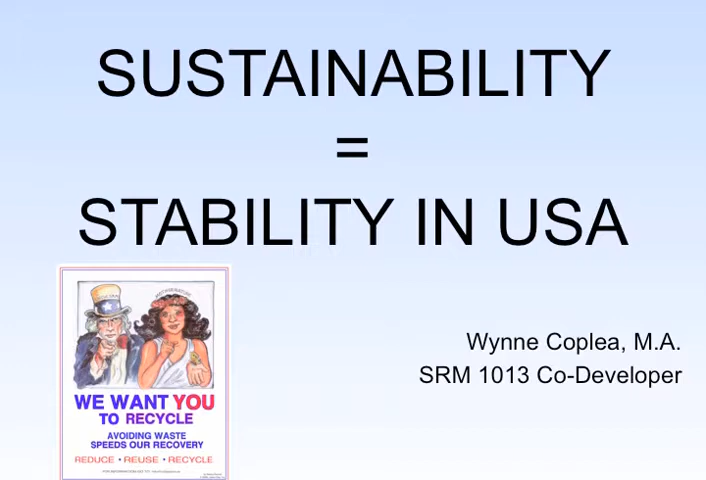 SUSTAINABILITY
=
STABILITY IN USA
Wynne Coplea, M.A.
SRM 1013 Co-Developer
WE WANT YOU
TO RECYCLE
AVOIDING WASTE
SPEEDS OUR RECOVERY
REDUCE • REUSE • RECYCLE